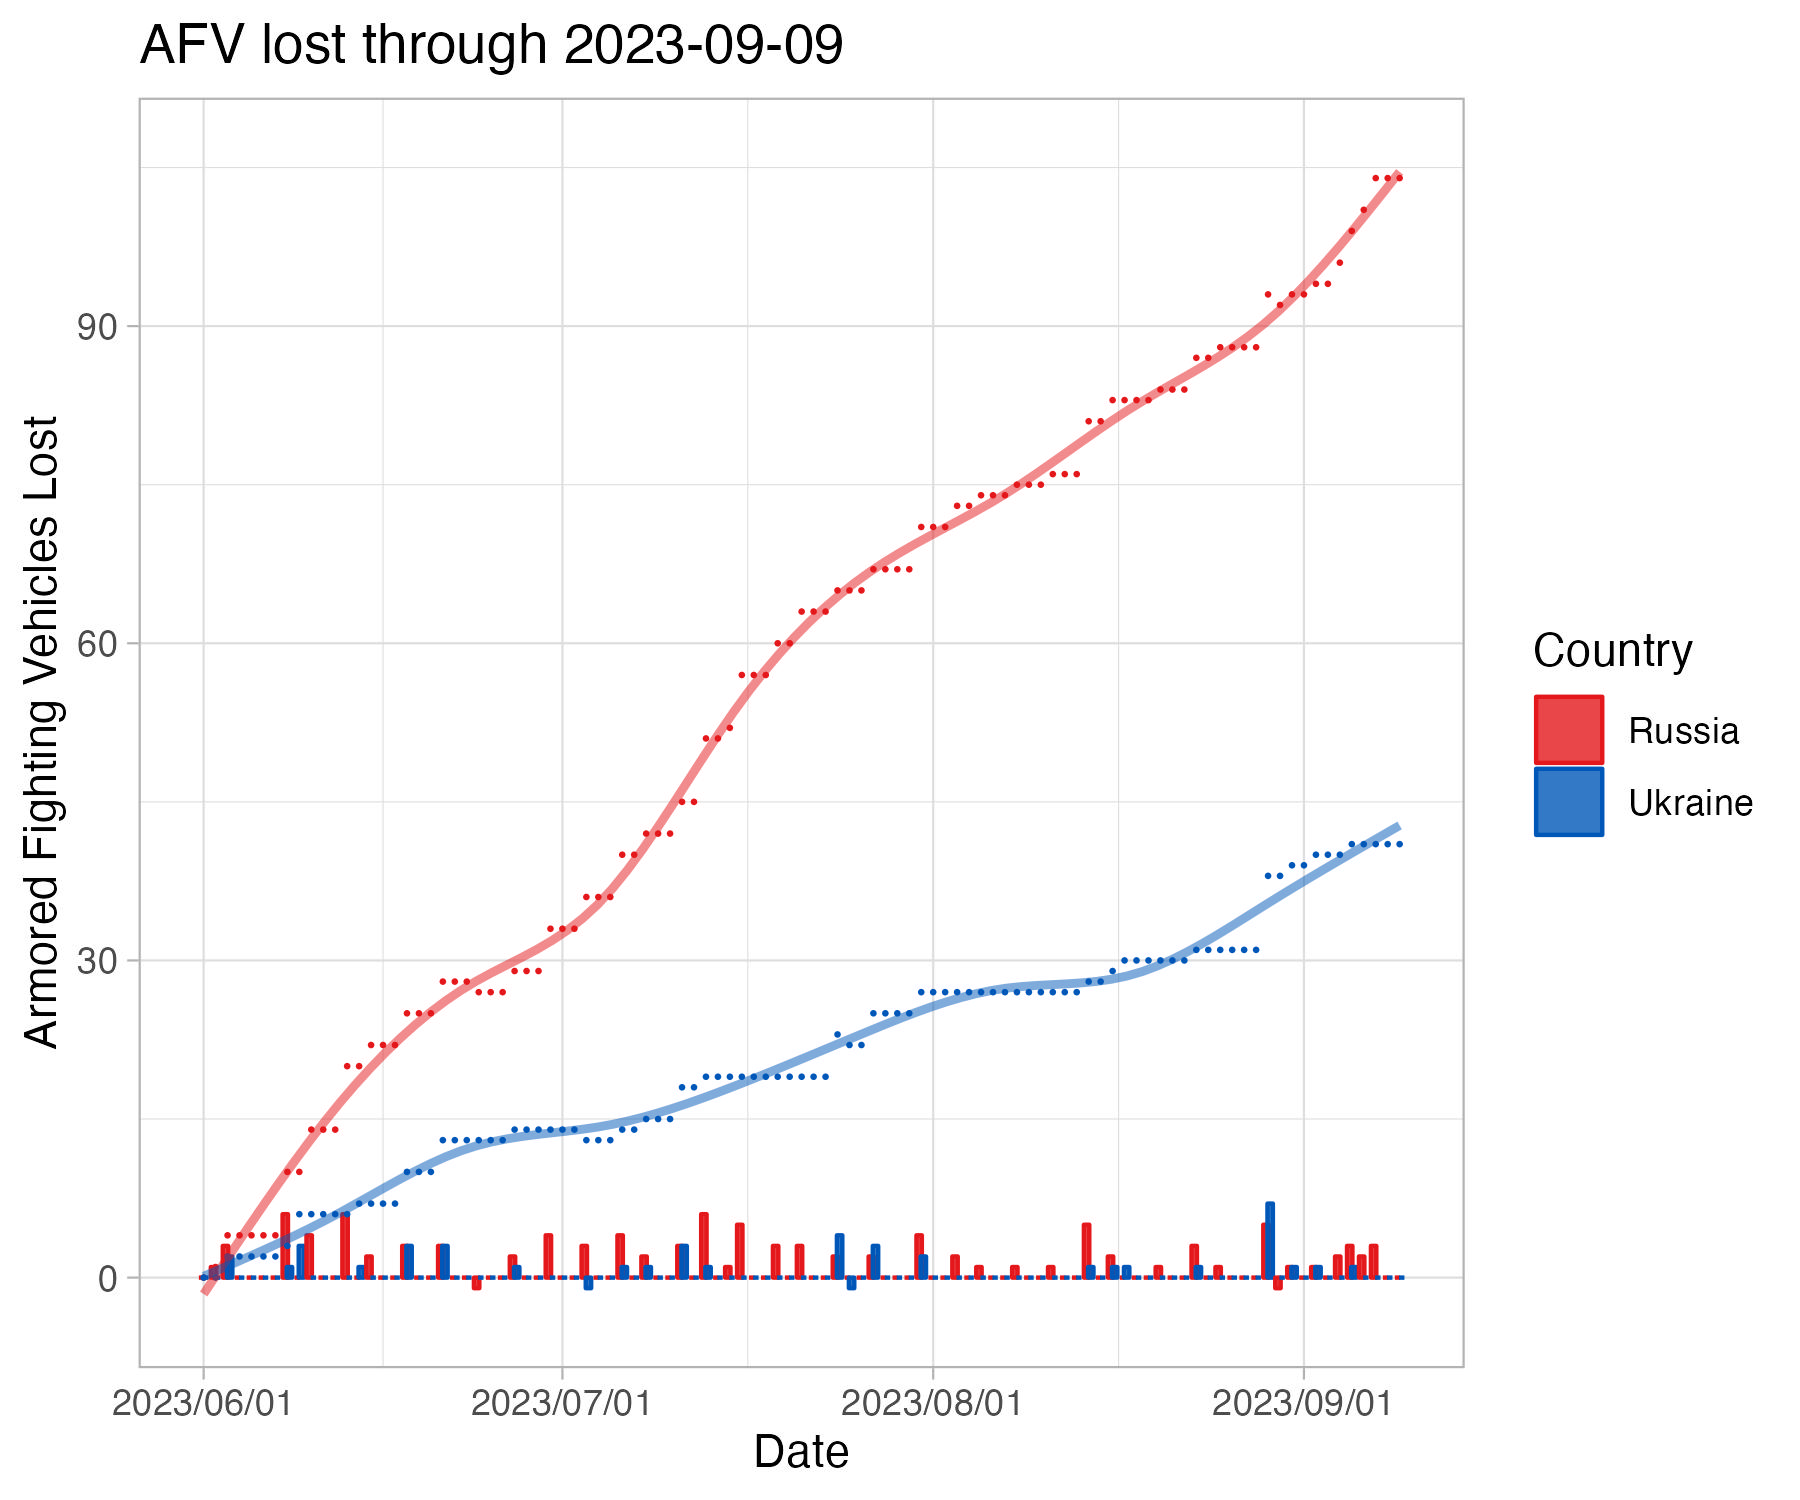 AFV lost through 2023-09-09
Armored Fighting Vehicles Lost
90
60
30
0
2023/06/01
2023/07/01
2023/08/01
2023/09/01
Date
Country
Russia
Ukraine